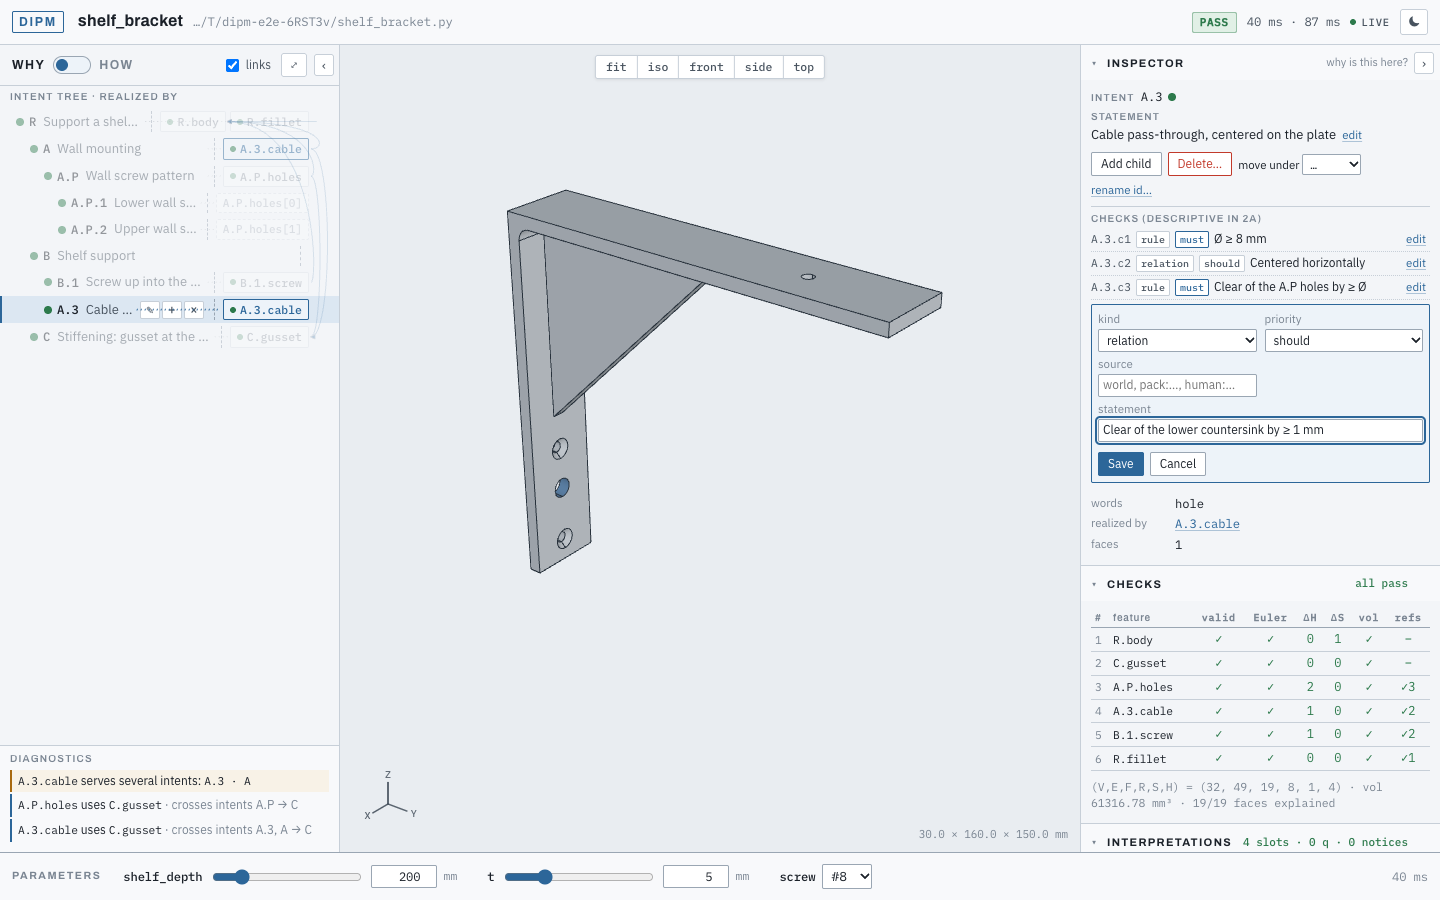 DIPM shelf_bracket …/T/dipm-e2e-6RST3v/shelf_bracket.py PASS 40 ms · 87 ms LIVE
WHY HOW links
INTENT TREE · REALIZED BY
R Support a shel… R.body R.fillet
A Wall mounting A.3.cable
A.P Wall screw pattern A.P.holes
A.P.1 Lower wall s… A.P.holes[0]
A.P.2 Upper wall s… A.P.holes[1]
B Shelf support
B.1 Screw up into the … B.1.screw
A.3 Cable … A.3.cable
C Stiffening: gusset at the … C.gusset
DIAGNOSTICS
A.3.cable serves several intents: A.3 · A
A.P.holes uses C.gusset · crosses intents A.P → C
A.3.cable uses C.gusset · crosses intents A.3, A → C
fit iso front side top
Z
X
Y
30.0 × 160.0 × 150.0 mm
INSPECTOR why is this here?
INTENT A.3
STATEMENT
Cable pass-through, centered on the plate edit
Add child Delete… move under …
rename id…
CHECKS (DESCRIPTIVE IN 2A)
A.3.c1 rule must Ø ≥ 8 mm edit
A.3.c2 relation should Centered horizontally edit
A.3.c3 rule must Clear of the A.P holes by ≥ Ø edit
kind priority
relation should
source
world, pack:…, human:…
statement
Clear of the lower countersink by ≥ 1 mm
Save Cancel
words hole
realized by A.3.cable
faces 1
CHECKS all pass
# feature valid Euler ΔH ΔS vol refs
1 R.body ✓ ✓ 0 1 ✓ –
2 C.gusset ✓ ✓ 0 0 ✓ –
3 A.P.holes ✓ ✓ 2 0 ✓ ✓3
4 A.3.cable ✓ ✓ 1 0 ✓ ✓2
5 B.1.screw ✓ ✓ 1 0 ✓ ✓2
6 R.fillet ✓ ✓ 0 0 ✓ ✓1
(V,E,F,R,S,H) = (32, 49, 19, 8, 1, 4) · vol
61316.78 mm³ · 19/19 faces explained
INTERPRETATIONS 4 slots · 0 q · 0 notices
PARAMETERS shelf_depth 200 mm t 5 mm screw #8 40 ms